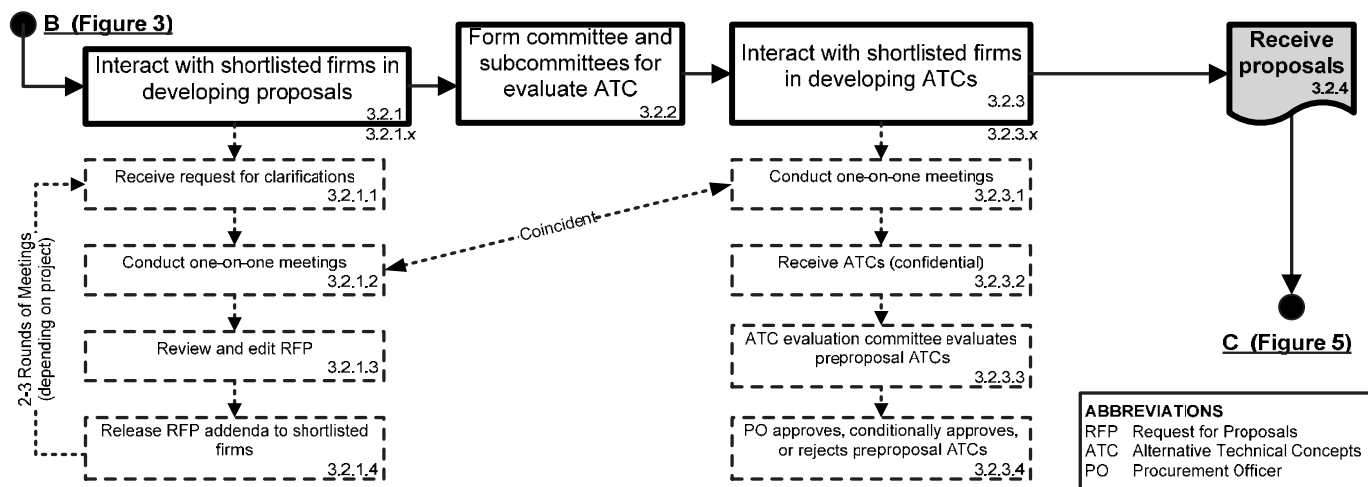 B (Figure 3)
Interact with shortlisted firms in
developing proposals
3.2.1
3.2.1.x
Form committee and
subcommittees for
evaluate ATC
3.2.2
Interact with shortlisted firms
in developing ATCs
3.2.3
3.2.3.x
Receive
proposals
3.2.4
Receive request for clarifications
3.2.1.1
Conduct one-on-one meetings
3.2.1.2
Review and edit RFP
3.2.1.3
Release RFP addenda to shortlisted
firms
3.2.1.4
2-3 Rounds of Meetings
(depending on project)
Coincident
Conduct one-on-one meetings
3.2.3.1
Receive ATCs (confidential)
3.2.3.2
ATC evaluation committee evaluates
preproposal ATCs
3.2.3.3
PO approves, conditionally approves,
or rejects preproposal ATCs
3.2.3.4
C (Figure 5)
ABBREVIATIONS
RFP Request for Proposals
ATC Alternative Technical Concepts
PO Procurement Officer